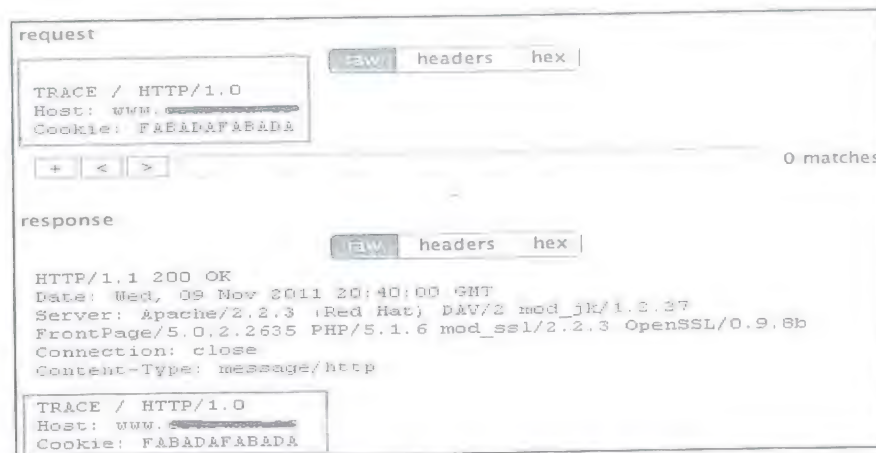 request
raw headers hex
TRACE / HTTP/1.0
Host: www.
Cookie: FABADAFABADA
+ < >
0 matches
response
raw headers hex
HTTP/1.1 200 OK
Date: Wed, 09 Nov 2011 20:40:00 GMT
Server: Apache/2.2.3 (Red Hat) DAV/2 mod_jk/1.2.37
FrontPage/5.0.2.2635 PHP/5.1.6 mod_ssl/2.2.3 OpenSSL/0.9.8b
Connection: close
Content-Type: message/http
TRACE / HTTP/1.0
Host: www.
Cookie: FABADAFABADA